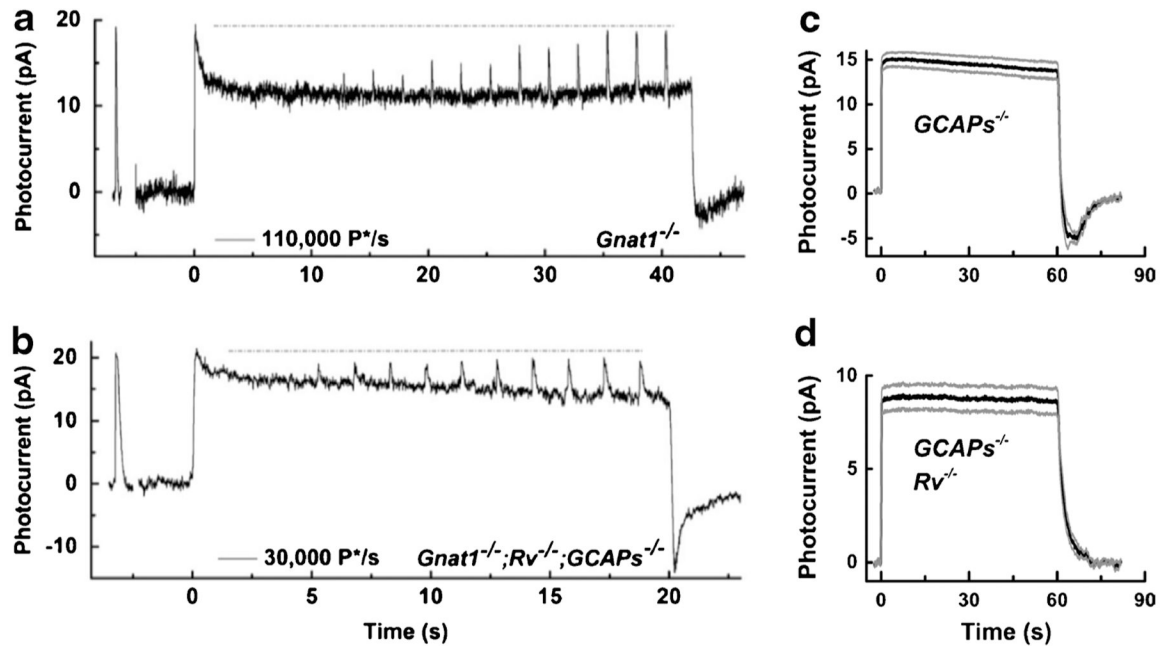 a
Photocurrent (pA)
20
10
0
110,000 P*/s
Gnat1-/-
0 10 20 30 40
b
Photocurrent (pA)
20
10
0
-10
30,000 P*/s
Gnat1-/-;Rv-/-;GCAPs-/-
0 5 10 15 20
Time (s)
c
Photocurrent (pA)
15
10
5
0
-5
GCAPs-/-
0 30 60 90
d
Photocurrent (pA)
10
5
0
GCAPs-/-
Rv-/-
0 30 60 90
Time (s)